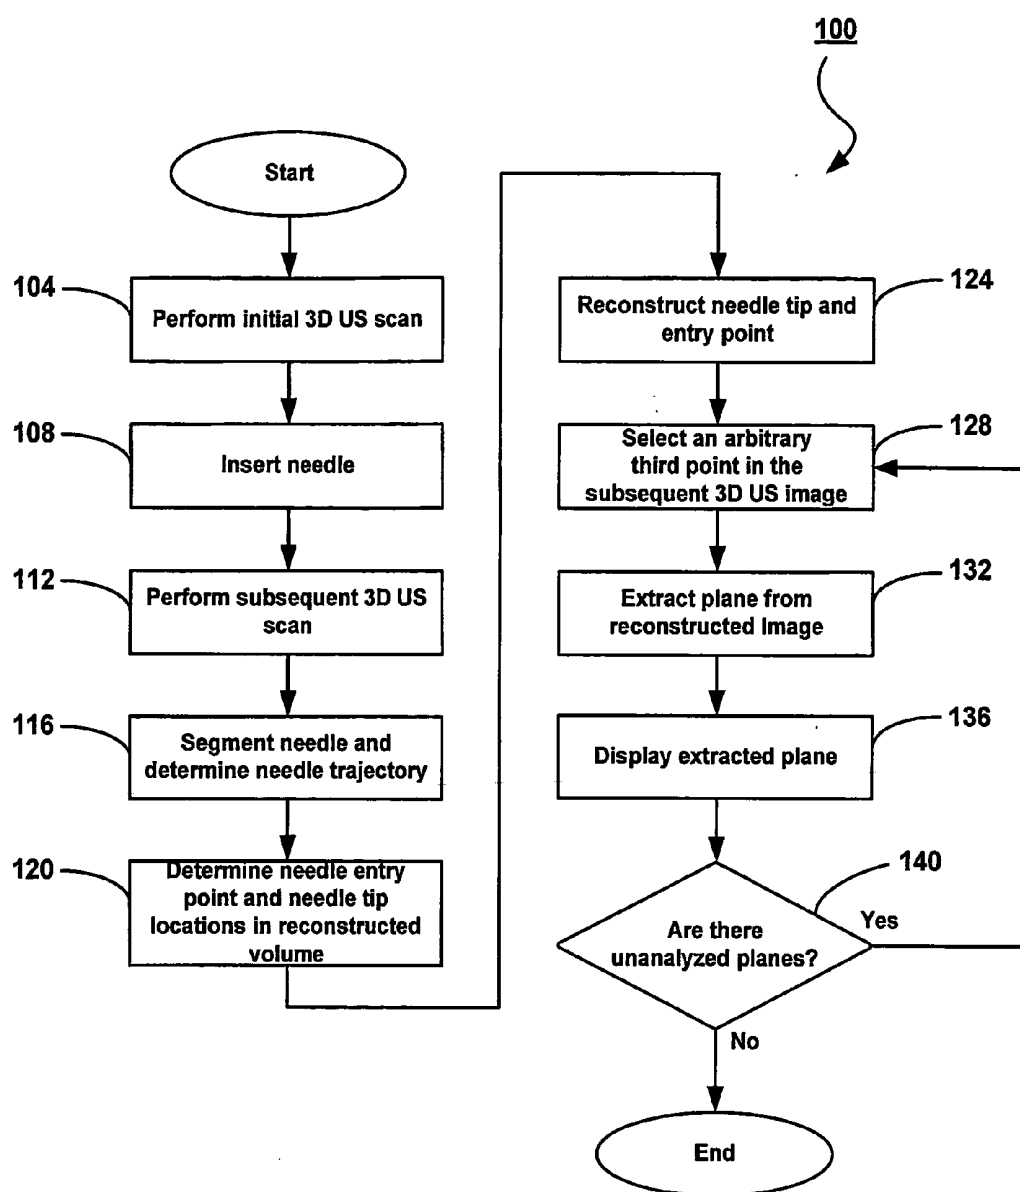 100
Start
104
Perform initial 3D US scan
108
Insert needle
112
Perform subsequent 3D US
scan
116
Segment needle and
determine needle trajectory
120
Determine needle entry
point and needle tip
locations in reconstructed
volume
124
Reconstruct needle tip and
entry point
128
Select an arbitrary
third point in the
subsequent 3D US image
132
Extract plane from
reconstructed Image
136
Display extracted plane
140
Are there
unanalyzed planes?
Yes
No
End